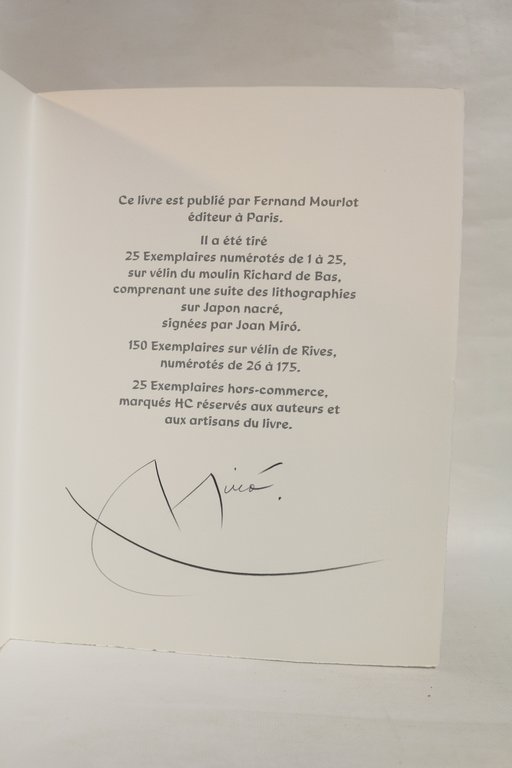 Ce livre est publié par Fernand Mourlot
éditeur à Paris.
Il a été tiré
25 Exemplaires numérotés de 1 à 25,
sur vélin du moulin Richard de Bas,
comprenant une suite des lithographies
sur Japon nacré,
signées par Joan Miró.
150 Exemplaires sur vélin de Rives,
numérotés de 26 à 175.
25 Exemplaires hors-commerce,
marqués HC réservés aux auteurs et
aux artisans du livre.
Miró.